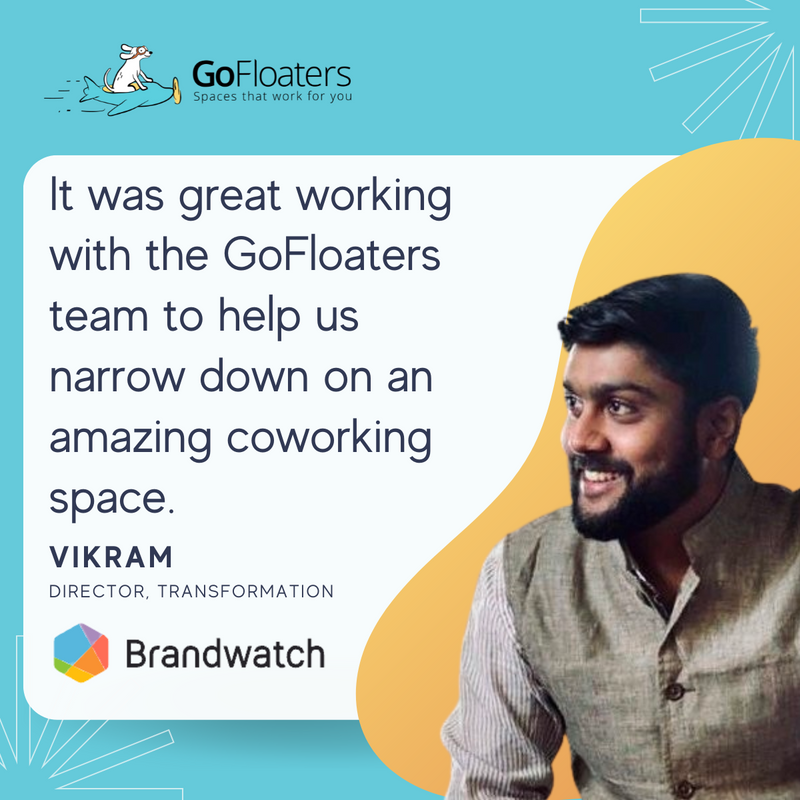 GoFloaters
Spaces that work for you
It was great working
with the GoFloaters
team to help us
narrow down on an
amazing coworking
space.
VIKRAM
DIRECTOR, TRANSFORMATION
Brandwatch